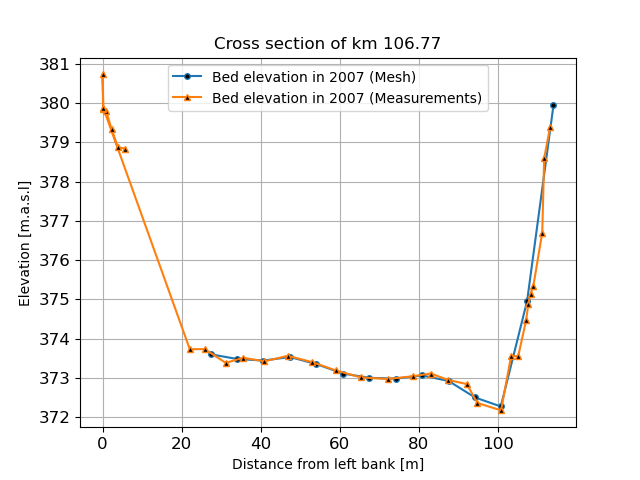 Cross section of km 106.77
Bed elevation in 2007 (Mesh)
Bed elevation in 2007 (Measurements)
Elevation [m.a.s.l]
381
380
379
378
377
376
375
374
373
372
0 20 40 60 80 100
Distance from left bank [m]